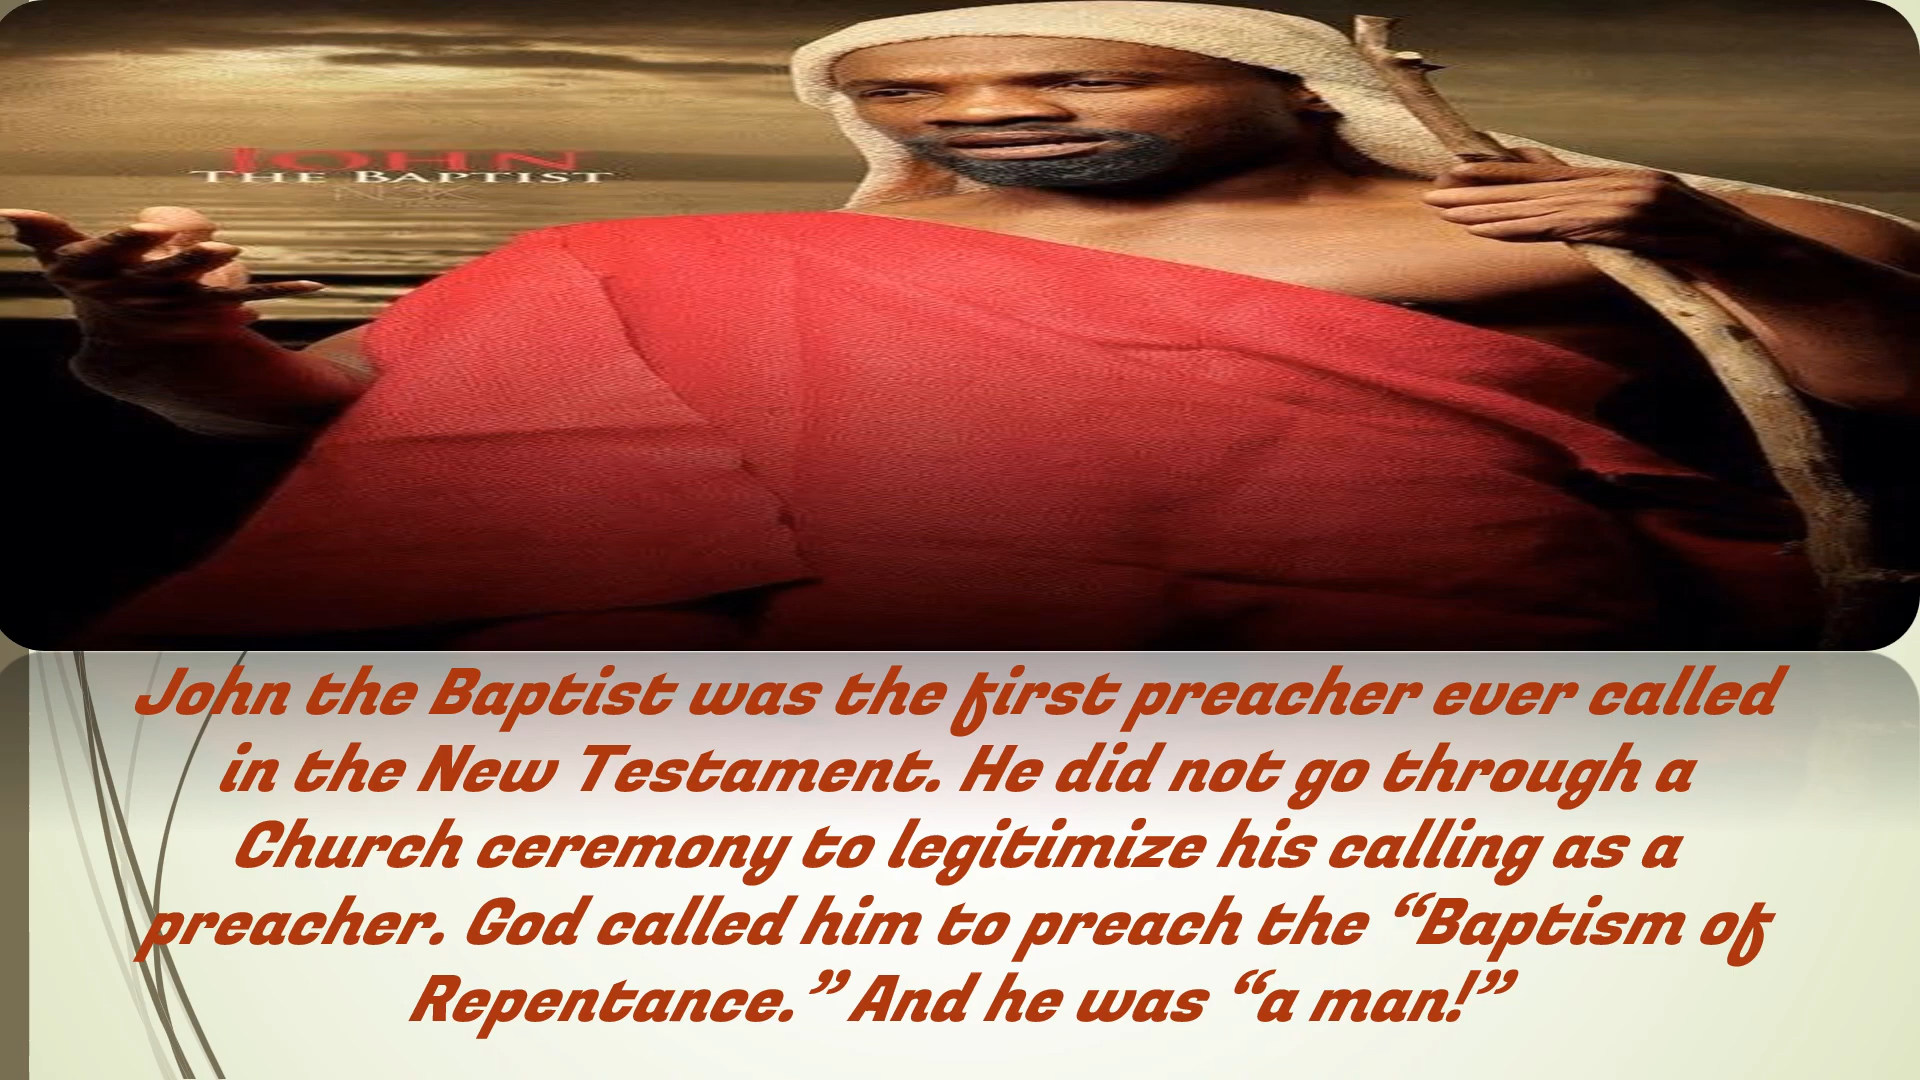 JOHN
THE BAPTIST
John the Baptist was the first preacher ever called
in the New Testament. He did not go through a
Church ceremony to legitimize his calling as a
preacher. God called him to preach the “Baptism of
Repentance.” And he was “a man!”